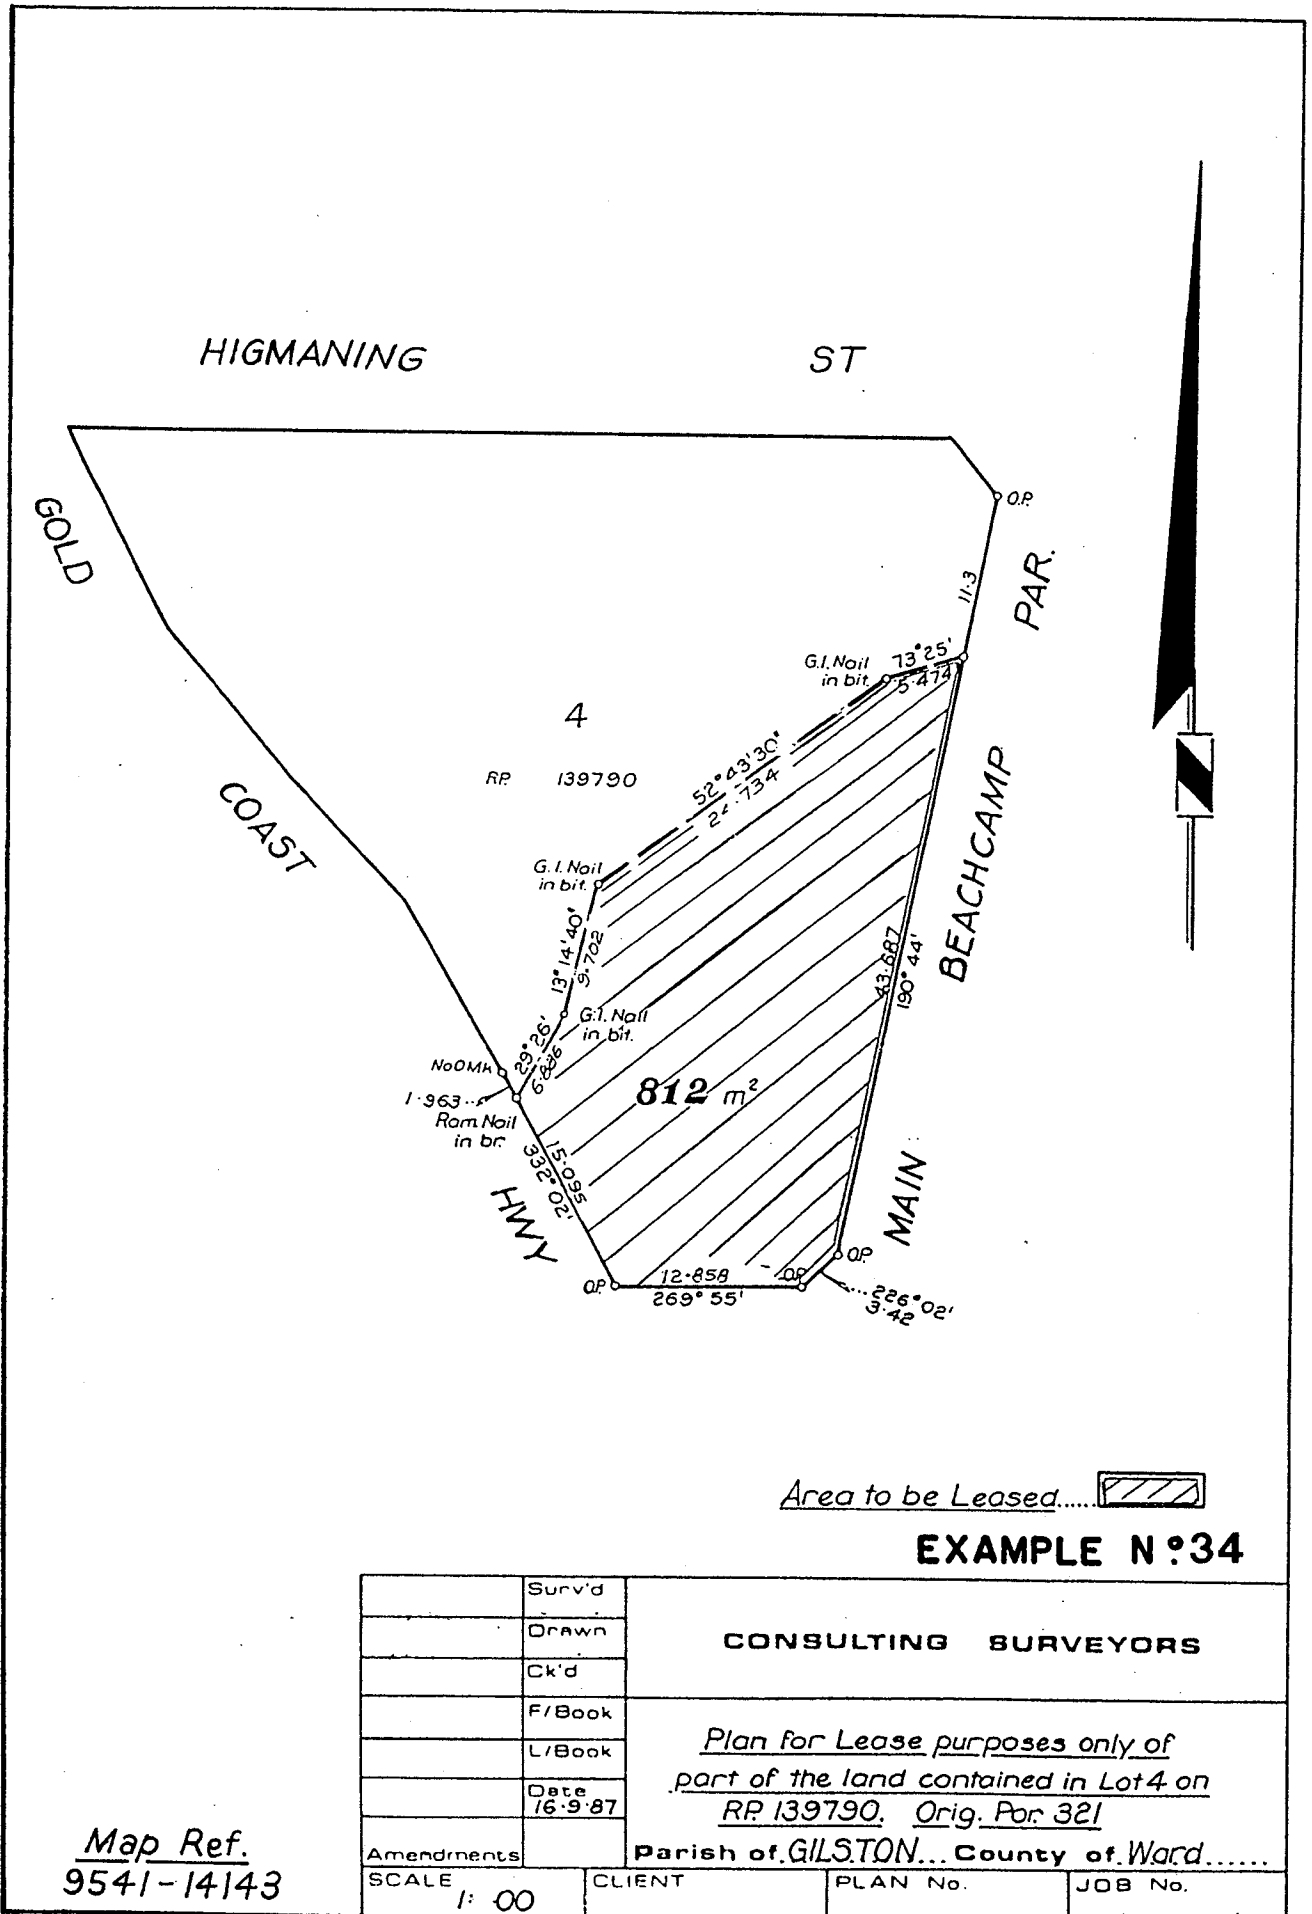 HIGMANING ST
GOLD
COAST
HWY
O.P.
11·3
PAR.
BEACHCAMP
MAIN
G.I. Nail
in bit.
73°25'
5·474
4
RP. 139790
52°43'30"
24·734
G.I. Nail
in bit.
13°14'40"
9·702
G.I. Nail
in bit.
43·687
190°44'
29°26'
NoOMk
1·963
Ram Nail
in br.
812 m²
15·095
332°02'
O.P.
O.P.
12·858
269°55'
O.P.
226°02'
3·42
Area to be Leased......
EXAMPLE Nº34
Surv'd
Drawn
Ck'd
F/Book
L/Book
Date
16·9·87
Amendments
CONSULTING SURVEYORS
Plan for Lease purposes only of
part of the land contained in Lot 4 on
RP. 139790. Orig. Por. 321
Parish of GILSTON... County of Ward......
SCALE
1: 00
CLIENT
PLAN No.
JOB No.
Map Ref.
9541-14143